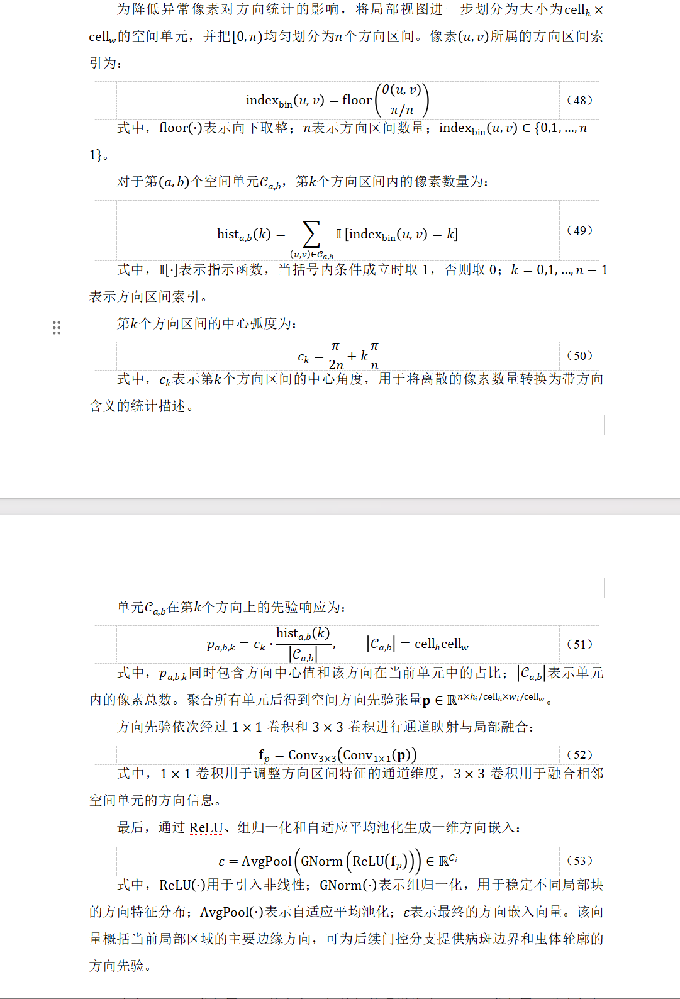 为降低异常像素对方向统计的影响，将局部视图进一步划分为大小为cellₕ ×
cell_w的空间单元，并把[0, π)均匀划分为n个方向区间。像素(u, v)所属的方向区间索
引为：
index_bin(u, v) = floor(θ(u, v) / (π/n)) （48）
式中，floor(·)表示向下取整；n表示方向区间数量；index_bin(u, v) ∈ {0,1, …, n −
1}。
对于第(a, b)个空间单元𝒞_{a,b}，第k个方向区间内的像素数量为：
hist_{a,b}(k) = ∑_{(u,v)∈𝒞_{a,b}} 𝕀 [index_bin(u, v) = k] （49）
式中，𝕀[·]表示指示函数，当括号内条件成立时取 1，否则取 0；k = 0,1, …, n − 1
表示方向区间索引。
第k个方向区间的中心弧度为：
c_k = π/2n + k π/n （50）
式中，c_k表示第k个方向区间的中心角度，用于将离散的像素数量转换为带方向
含义的统计描述。
单元𝒞_{a,b}在第k个方向上的先验响应为：
p_{a,b,k} = c_k · hist_{a,b}(k) / |𝒞_{a,b}|, |𝒞_{a,b}| = cellₕcell_w （51）
式中，p_{a,b,k}同时包含方向中心值和该方向在当前单元中的占比；|𝒞_{a,b}|表示单元
内的像素总数。聚合所有单元后得到空间方向先验张量𝐩 ∈ ℝ^{n×h_i/cell_h×w_i/cell_w}。
方向先验依次经过 1 × 1 卷积和 3 × 3 卷积进行通道映射与局部融合：
𝐟_p = Conv_{3×3}(Conv_{1×1}(𝐩)) （52）
式中，1 × 1 卷积用于调整方向区间特征的通道维度，3 × 3 卷积用于融合相邻
空间单元的方向信息。
最后，通过 ReLU、组归一化和自适应平均池化生成一维方向嵌入：
ε = AvgPool(GNorm(ReLU(𝐟_p))) ∈ ℝ^{C_i} （53）
式中，ReLU(·)用于引入非线性；GNorm(·)表示组归一化，用于稳定不同局部块
的方向特征分布；AvgPool(·)表示自适应平均池化；ε表示最终的方向嵌入向量。该向
量概括当前局部区域的主要边缘方向，可为后续门控分支提供病斑边界和虫体轮廓的
方向先验。